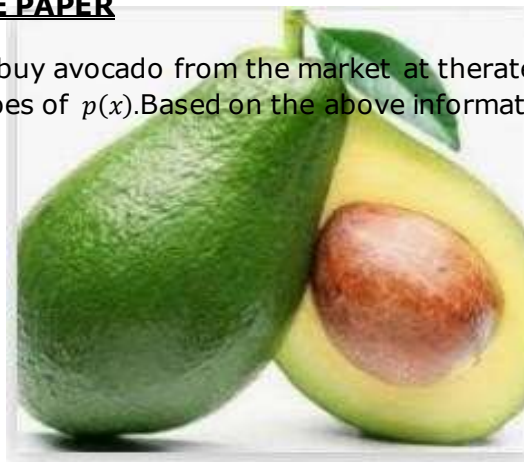 E PAPER
buy avocado from the market at therate
pes of p(x).Based on the above informat